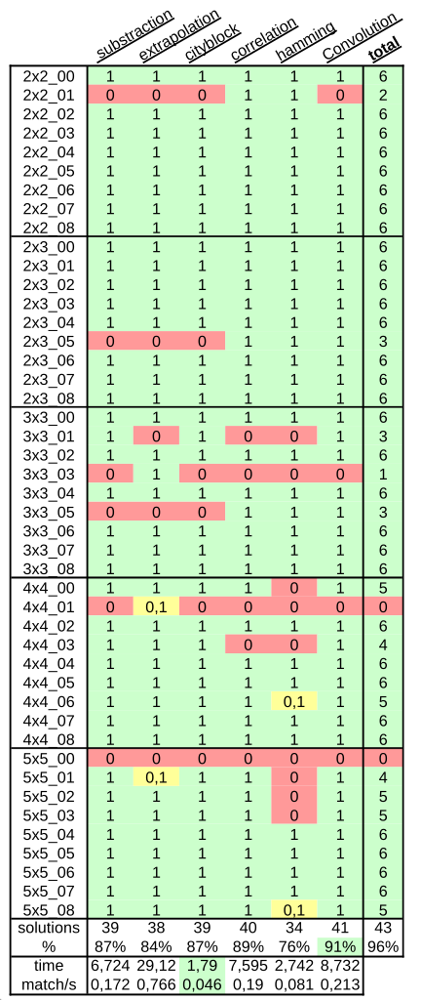 substraction extrapolation cityblock correlation hamming Convolution total
2x2_00 1 1 1 1 1 1 6
2x2_01 0 0 0 1 1 0 2
2x2_02 1 1 1 1 1 1 6
2x2_03 1 1 1 1 1 1 6
2x2_04 1 1 1 1 1 1 6
2x2_05 1 1 1 1 1 1 6
2x2_06 1 1 1 1 1 1 6
2x2_07 1 1 1 1 1 1 6
2x2_08 1 1 1 1 1 1 6
2x3_00 1 1 1 1 1 1 6
2x3_01 1 1 1 1 1 1 6
2x3_02 1 1 1 1 1 1 6
2x3_03 1 1 1 1 1 1 6
2x3_04 1 1 1 1 1 1 6
2x3_05 0 0 0 1 1 1 3
2x3_06 1 1 1 1 1 1 6
2x3_07 1 1 1 1 1 1 6
2x3_08 1 1 1 1 1 1 6
3x3_00 1 1 1 1 1 1 6
3x3_01 1 0 1 0 0 1 3
3x3_02 1 1 1 1 1 1 6
3x3_03 0 1 0 0 0 0 1
3x3_04 1 1 1 1 1 1 6
3x3_05 0 0 0 1 1 1 3
3x3_06 1 1 1 1 1 1 6
3x3_07 1 1 1 1 1 1 6
3x3_08 1 1 1 1 1 1 6
4x4_00 1 1 1 1 0 1 5
4x4_01 0 0,1 0 0 0 0 0
4x4_02 1 1 1 1 1 1 6
4x4_03 1 1 1 0 0 1 4
4x4_04 1 1 1 1 1 1 6
4x4_05 1 1 1 1 1 1 6
4x4_06 1 1 1 1 0,1 1 5
4x4_07 1 1 1 1 1 1 6
4x4_08 1 1 1 1 1 1 6
5x5_00 0 0 0 0 0 0 0
5x5_01 1 0,1 1 1 0 1 4
5x5_02 1 1 1 1 0 1 5
5x5_03 1 1 1 1 0 1 5
5x5_04 1 1 1 1 1 1 6
5x5_05 1 1 1 1 1 1 6
5x5_06 1 1 1 1 1 1 6
5x5_07 1 1 1 1 1 1 6
5x5_08 1 1 1 1 0,1 1 5
solutions 39 38 39 40 34 41 43
% 87% 84% 87% 89% 76% 91% 96%
time 6,724 29,12 1,79 7,595 2,742 8,732
match/s 0,172 0,766 0,046 0,19 0,081 0,213